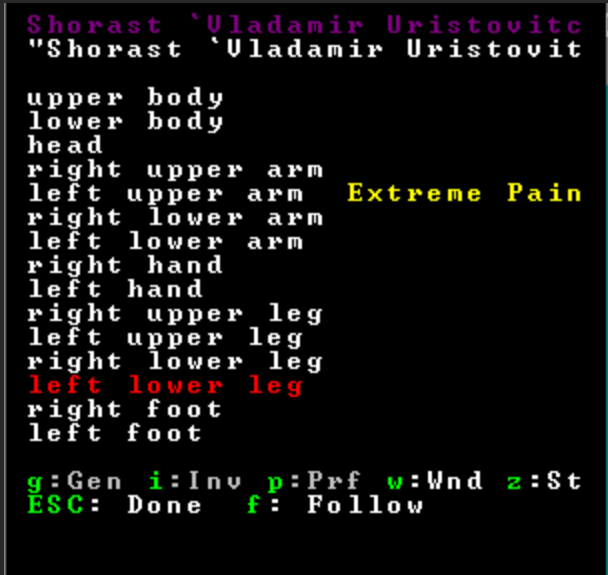 Shorast `Vladamir Uristovitc
"Shorast `Vladamir Uristovit
upper body
lower body
head
right upper arm
left upper arm Extreme Pain
right lower arm
left lower arm
right hand
left hand
right upper leg
left upper leg
right lower leg
left lower leg
right foot
left foot
g:Gen i:Inv p:Prf w:Wnd z:St
ESC: Done f: Follow